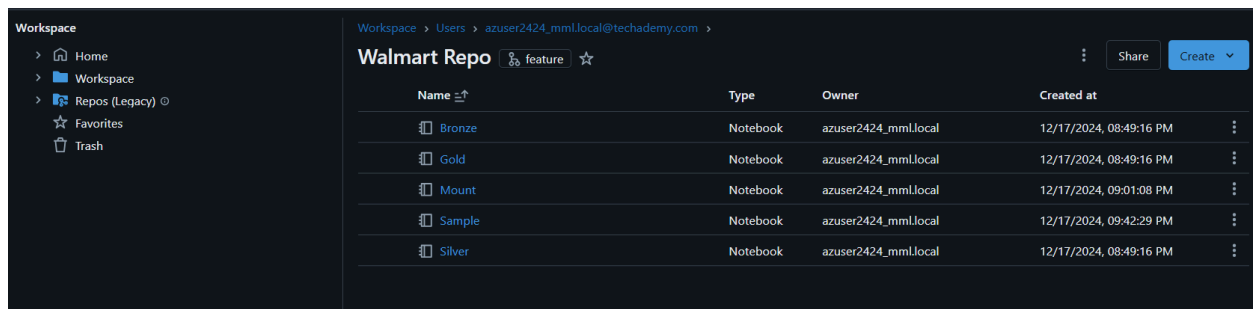 Workspace
Home
Workspace
Repos (Legacy)
Favorites
Trash
Workspace > Users > azuser2424_mml.local@techademy.com >
Walmart Repo feature Share Create
Name Type Owner Created at
Bronze Notebook azuser2424_mml.local 12/17/2024, 08:49:16 PM
Gold Notebook azuser2424_mml.local 12/17/2024, 08:49:16 PM
Mount Notebook azuser2424_mml.local 12/17/2024, 09:01:08 PM
Sample Notebook azuser2424_mml.local 12/17/2024, 09:42:29 PM
Silver Notebook azuser2424_mml.local 12/17/2024, 08:49:16 PM